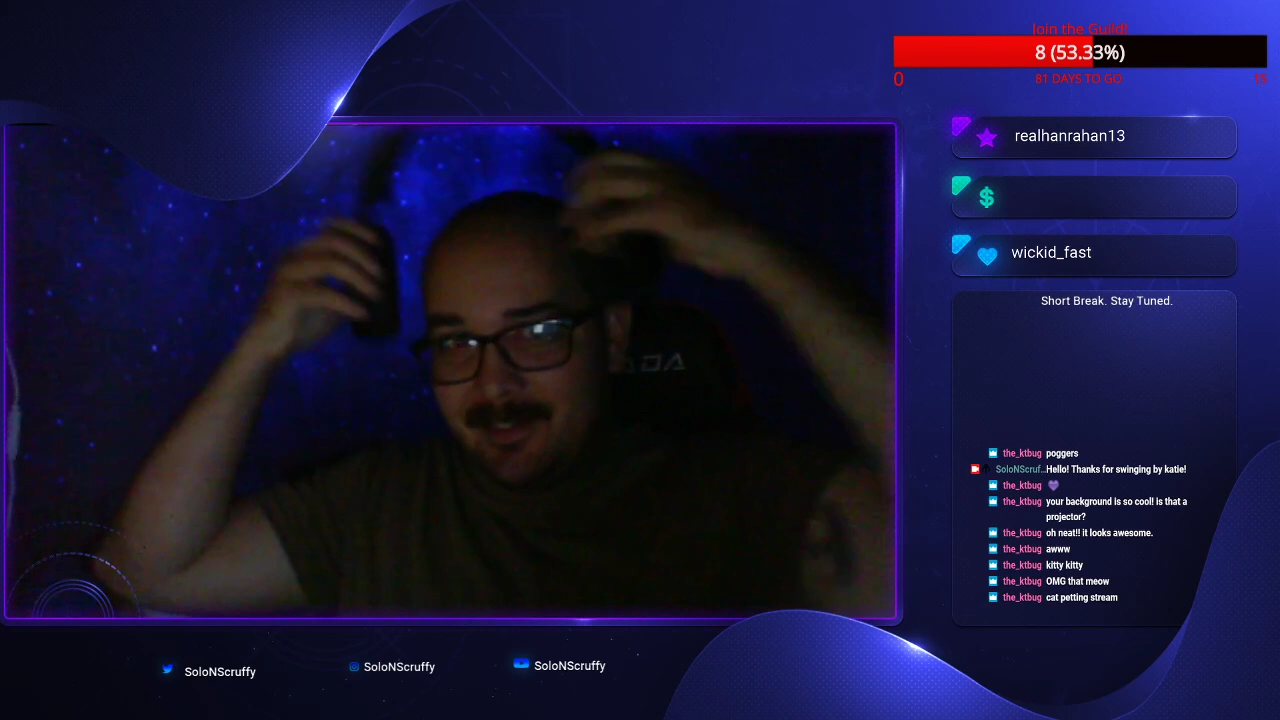 Join the Guild!
8 (53.33%)
0
81 DAYS TO GO
15
realhanrahan13
$
wickid_fast
Short Break. Stay Tuned.
the_ktbug poggers
SoloNScruf...Hello! Thanks for swinging by katie!
the_ktbug 💜
the_ktbug your background is so cool! is that a
projector?
the_ktbug oh neat!! it looks awesome.
the_ktbug awww
the_ktbug kitty kitty
the_ktbug OMG that meow
the_ktbug cat petting stream
SoloNScruffy
SoloNScruffy
SoloNScruffy